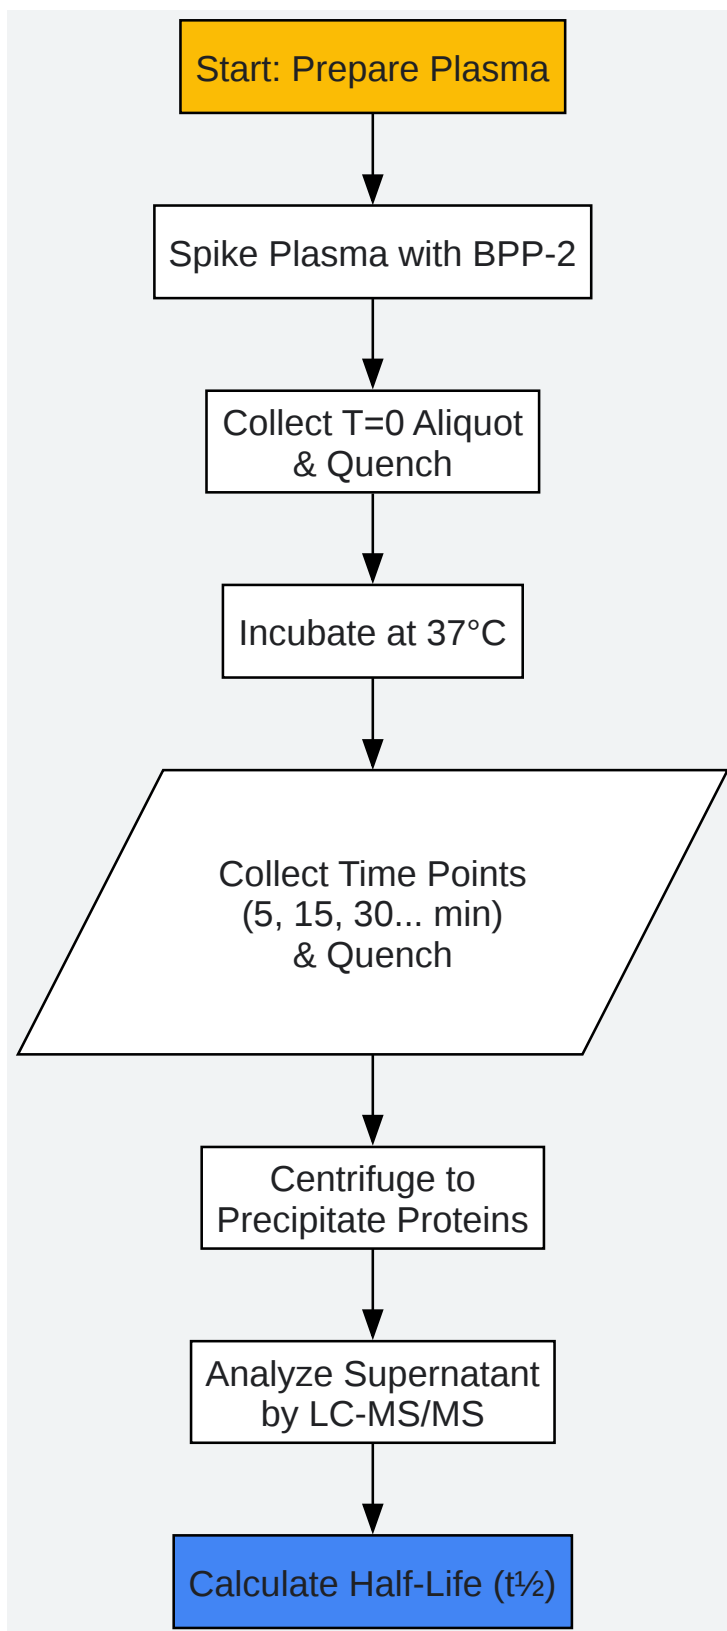 Start: Prepare Plasma
Spike Plasma with BPP-2
Collect T=0 Aliquot
& Quench
Incubate at 37°C
Collect Time Points
(5, 15, 30... min)
& Quench
Centrifuge to
Precipitate Proteins
Analyze Supernatant
by LC-MS/MS
Calculate Half-Life (t½)